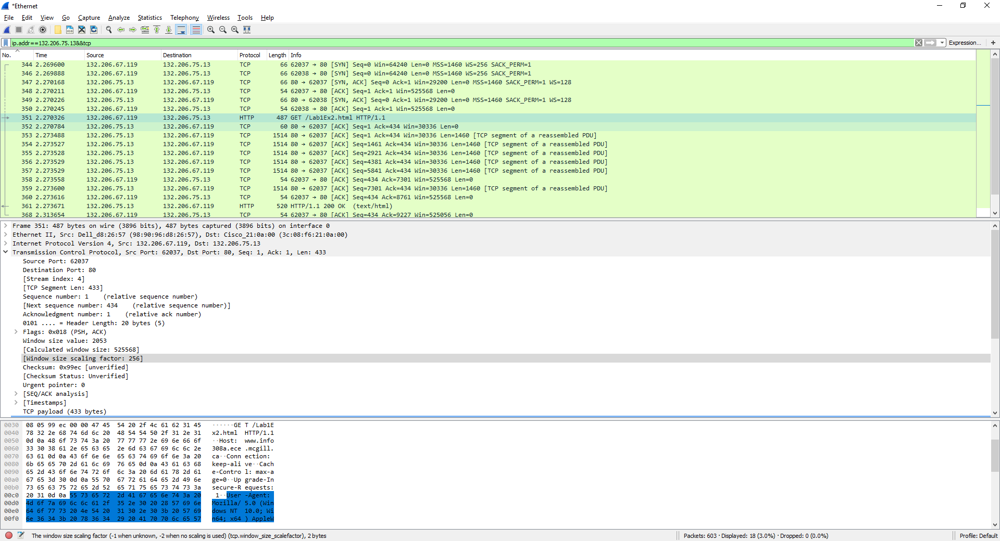 *Ethernet
File Edit View Go Capture Analyze Statistics Telephony Wireless Tools Help
ip.addr==132.206.75.13&&tcp Expression... +
No. Time Source Destination Protocol Length Info
344 2.269600 132.206.67.119 132.206.75.13 TCP 66 62037 → 80 [SYN] Seq=0 Win=64240 Len=0 MSS=1460 WS=256 SACK_PERM=1
346 2.269888 132.206.67.119 132.206.75.13 TCP 66 62038 → 80 [SYN] Seq=0 Win=64240 Len=0 MSS=1460 WS=256 SACK_PERM=1
347 2.270168 132.206.75.13 132.206.67.119 TCP 66 80 → 62037 [SYN, ACK] Seq=0 Ack=1 Win=29200 Len=0 MSS=1460 SACK_PERM=1 WS=128
348 2.270211 132.206.67.119 132.206.75.13 TCP 54 62037 → 80 [ACK] Seq=1 Ack=1 Win=525568 Len=0
349 2.270226 132.206.75.13 132.206.67.119 TCP 66 80 → 62038 [SYN, ACK] Seq=0 Ack=1 Win=29200 Len=0 MSS=1460 SACK_PERM=1 WS=128
350 2.270245 132.206.67.119 132.206.75.13 TCP 54 62038 → 80 [ACK] Seq=1 Ack=1 Win=525568 Len=0
351 2.270326 132.206.67.119 132.206.75.13 HTTP 487 GET /Lab1Ex2.html HTTP/1.1
352 2.270784 132.206.75.13 132.206.67.119 TCP 60 80 → 62037 [ACK] Seq=1 Ack=434 Win=30336 Len=0
353 2.273488 132.206.75.13 132.206.67.119 TCP 1514 80 → 62037 [ACK] Seq=1 Ack=434 Win=30336 Len=1460 [TCP segment of a reassembled PDU]
354 2.273527 132.206.75.13 132.206.67.119 TCP 1514 80 → 62037 [ACK] Seq=1461 Ack=434 Win=30336 Len=1460 [TCP segment of a reassembled PDU]
355 2.273528 132.206.75.13 132.206.67.119 TCP 1514 80 → 62037 [ACK] Seq=2921 Ack=434 Win=30336 Len=1460 [TCP segment of a reassembled PDU]
356 2.273529 132.206.75.13 132.206.67.119 TCP 1514 80 → 62037 [ACK] Seq=4381 Ack=434 Win=30336 Len=1460 [TCP segment of a reassembled PDU]
357 2.273529 132.206.75.13 132.206.67.119 TCP 1514 80 → 62037 [ACK] Seq=5841 Ack=434 Win=30336 Len=1460 [TCP segment of a reassembled PDU]
358 2.273558 132.206.67.119 132.206.75.13 TCP 54 62037 → 80 [ACK] Seq=434 Ack=7301 Win=525568 Len=0
359 2.273600 132.206.75.13 132.206.67.119 TCP 1514 80 → 62037 [ACK] Seq=7301 Ack=434 Win=30336 Len=1460 [TCP segment of a reassembled PDU]
360 2.273616 132.206.67.119 132.206.75.13 TCP 54 62037 → 80 [ACK] Seq=434 Ack=8761 Win=525568 Len=0
361 2.273671 132.206.75.13 132.206.67.119 HTTP 520 HTTP/1.1 200 OK (text/html)
368 2.313654 132.206.67.119 132.206.75.13 TCP 54 62037 → 80 [ACK] Seq=434 Ack=9227 Win=525056 Len=0
Frame 351: 487 bytes on wire (3896 bits), 487 bytes captured (3896 bits) on interface 0
Ethernet II, Src: Dell_d8:26:57 (98:90:96:d8:26:57), Dst: Cisco_21:0a:00 (3c:08:f6:21:0a:00)
Internet Protocol Version 4, Src: 132.206.67.119, Dst: 132.206.75.13
Transmission Control Protocol, Src Port: 62037, Dst Port: 80, Seq: 1, Ack: 1, Len: 433
Source Port: 62037
Destination Port: 80
[Stream index: 4]
[TCP Segment Len: 433]
Sequence number: 1 (relative sequence number)
[Next sequence number: 434 (relative sequence number)]
Acknowledgment number: 1 (relative ack number)
0101 .... = Header Length: 20 bytes (5)
Flags: 0x018 (PSH, ACK)
Window size value: 2053
[Calculated window size: 525568]
[Window size scaling factor: 256]
Checksum: 0x99ec [unverified]
[Checksum Status: Unverified]
Urgent pointer: 0
[SEQ/ACK analysis]
[Timestamps]
TCP payload (433 bytes)
0030 08 05 99 ec 00 00 47 45 54 20 2f 4c 61 62 31 45 ······GE T /Lab1E
0040 78 32 2e 68 74 6d 6c 20 48 54 54 50 2f 31 2e 31 x2.html HTTP/1.1
0050 0d 0a 48 6f 73 74 3a 20 77 77 77 2e 69 6e 66 6f ··Host: www.info
0060 33 30 38 61 2e 65 63 65 2e 6d 63 67 69 6c 6c 2e 308a.ece .mcgill.
0070 63 61 0d 0a 43 6f 6e 6e 65 63 74 69 6f 6e 3a 20 ca··Conn ection:
0080 6b 65 65 70 2d 61 6c 69 76 65 0d 0a 43 61 63 68 keep-ali ve··Cach
0090 65 2d 43 6f 6e 74 72 6f 6c 3a 20 6d 61 78 2d 61 e-Contro l: max-a
00a0 67 65 3d 30 0d 0a 55 70 67 72 61 64 65 2d 49 6e ge=0··Up grade-In
00b0 73 65 63 75 72 65 2d 52 65 71 75 65 73 74 73 3a secure-R equests:
00c0 20 31 0d 0a 55 73 65 72 2d 41 67 65 6e 74 3a 20 1··User -Agent:
00d0 4d 6f 7a 69 6c 6c 61 2f 35 2e 30 20 28 57 69 6e Mozilla/ 5.0 (Win
00e0 64 6f 77 73 20 4e 54 20 31 30 2e 30 3b 20 57 69 dows NT 10.0; Wi
00f0 6e 36 34 3b 20 78 36 34 29 20 41 70 70 6c 65 57 n64; x64 ) AppleW
The window size scaling factor (-1 when unknown, -2 when no scaling is used) (tcp.window_size_scalefactor), 2 bytes Packets: 603 · Displayed: 18 (3.0%) · Dropped: 0 (0.0%) Profile: Default